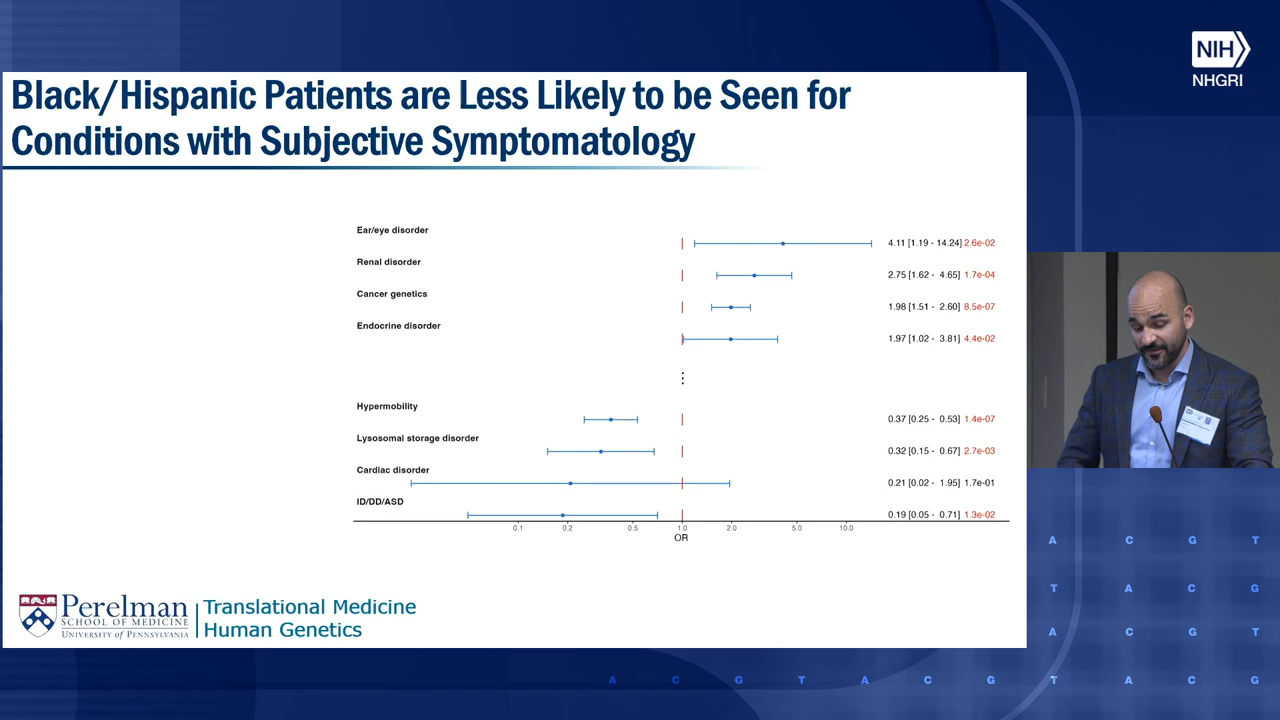 NIH
NHGRI
Black/Hispanic Patients are Less Likely to be Seen for
Conditions with Subjective Symptomatology
Ear/eye disorder
4.11 [1.19 - 14.24] 2.6e-02
Renal disorder
2.75 [1.62 - 4.65] 1.7e-04
Cancer genetics
1.98 [1.51 - 2.60] 8.5e-07
Endocrine disorder
1.97 [1.02 - 3.81] 4.4e-02
Hypermobility
0.37 [0.25 - 0.53] 1.4e-07
Lysosomal storage disorder
0.32 [0.15 - 0.67] 2.7e-03
Cardiac disorder
0.21 [0.02 - 1.95] 1.7e-01
ID/DD/ASD
0.19 [0.05 - 0.71] 1.3e-02
0.1 0.2 0.5 1.0 2.0 5.0 10.0
OR
Perelman
SCHOOL OF MEDICINE
UNIVERSITY of PENNSYLVANIA
Translational Medicine
Human Genetics
A C G T
T A C G
A C G T
A C G T A C G T A C G